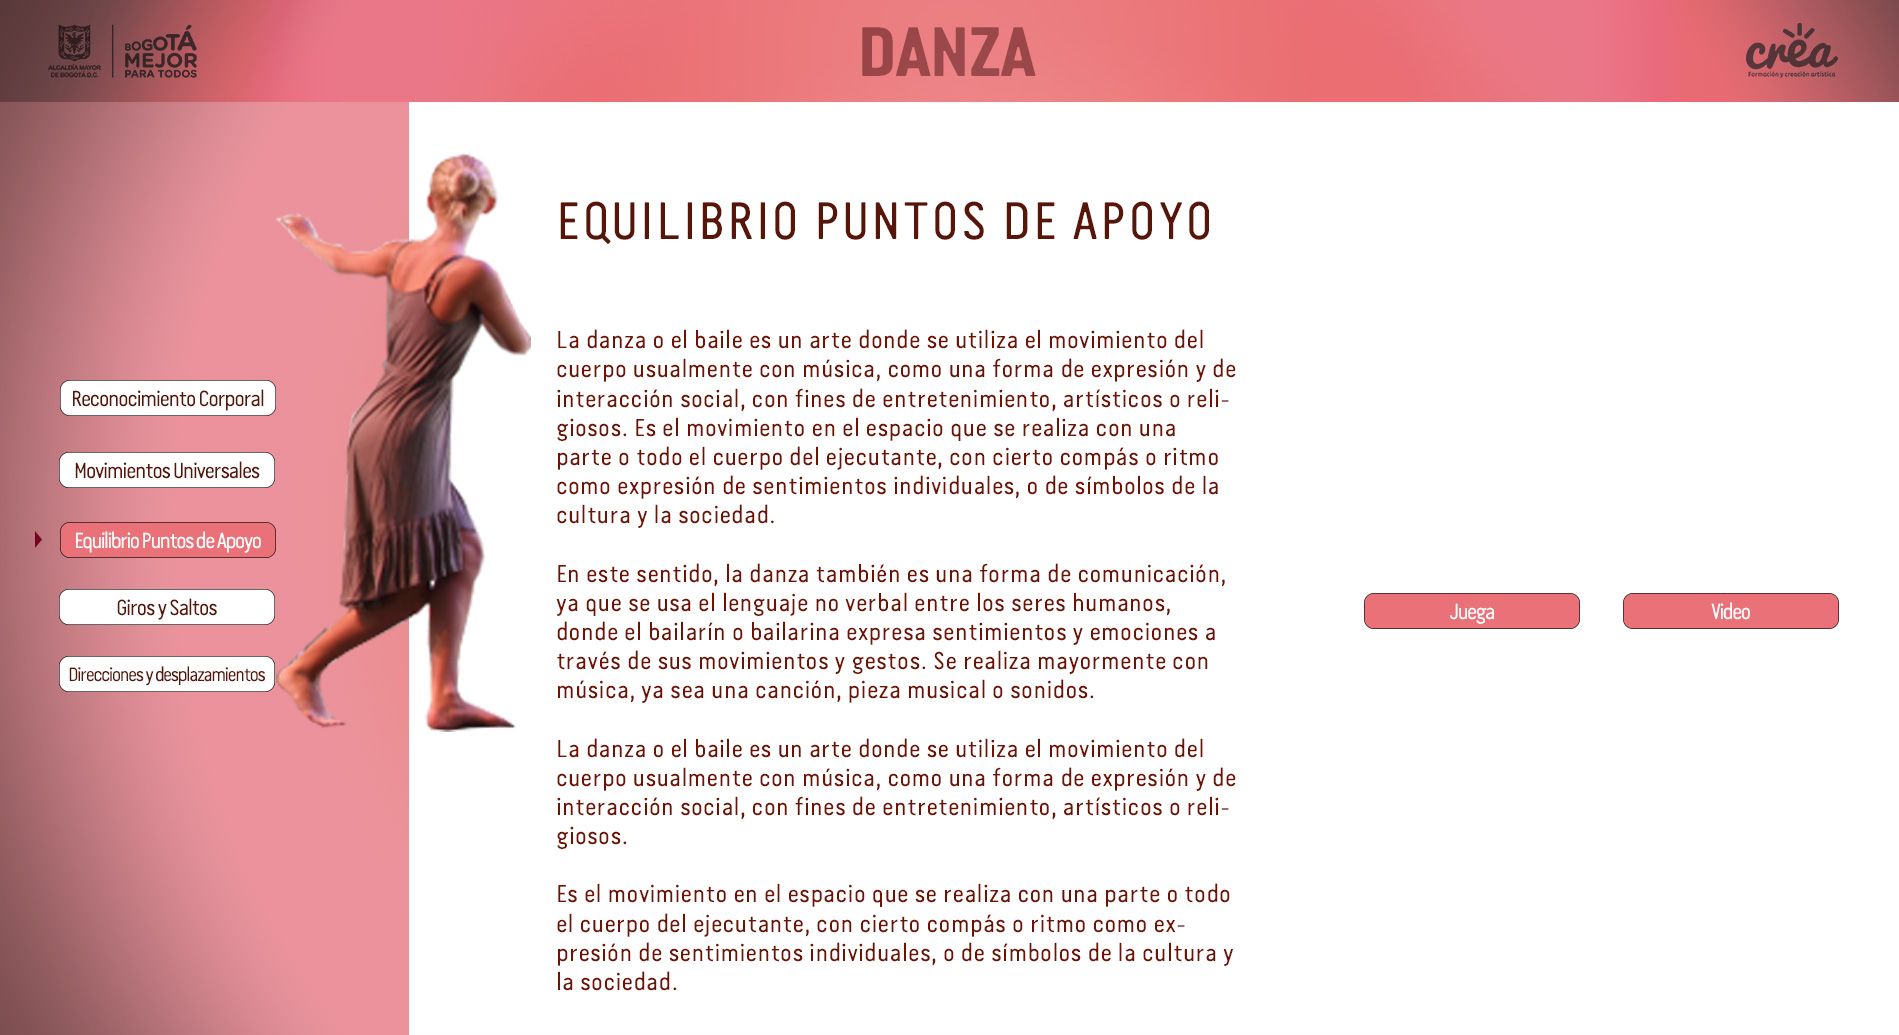 ALCALDÍA MAYOR
DE BOGOTÁ D.C.
BOGOTÁ
MEJOR
PARA TODOS
DANZA
crea
Formación y creación artística
EQUILIBRIO PUNTOS DE APOYO
Reconocimiento Corporal
Movimientos Universales
Equilibrio Puntos de Apoyo
Giros y Saltos
Direcciones y desplazamientos
La danza o el baile es un arte donde se utiliza el movimiento del
cuerpo usualmente con música, como una forma de expresión y de
interacción social, con fines de entretenimiento, artísticos o reli-
giosos. Es el movimiento en el espacio que se realiza con una
parte o todo el cuerpo del ejecutante, con cierto compás o ritmo
como expresión de sentimientos individuales, o de símbolos de la
cultura y la sociedad.
En este sentido, la danza también es una forma de comunicación,
ya que se usa el lenguaje no verbal entre los seres humanos,
donde el bailarín o bailarina expresa sentimientos y emociones a
través de sus movimientos y gestos. Se realiza mayormente con
música, ya sea una canción, pieza musical o sonidos.
La danza o el baile es un arte donde se utiliza el movimiento del
cuerpo usualmente con música, como una forma de expresión y de
interacción social, con fines de entretenimiento, artísticos o reli-
giosos.
Es el movimiento en el espacio que se realiza con una parte o todo
el cuerpo del ejecutante, con cierto compás o ritmo como ex-
presión de sentimientos individuales, o de símbolos de la cultura y
la sociedad.
Juega
Video